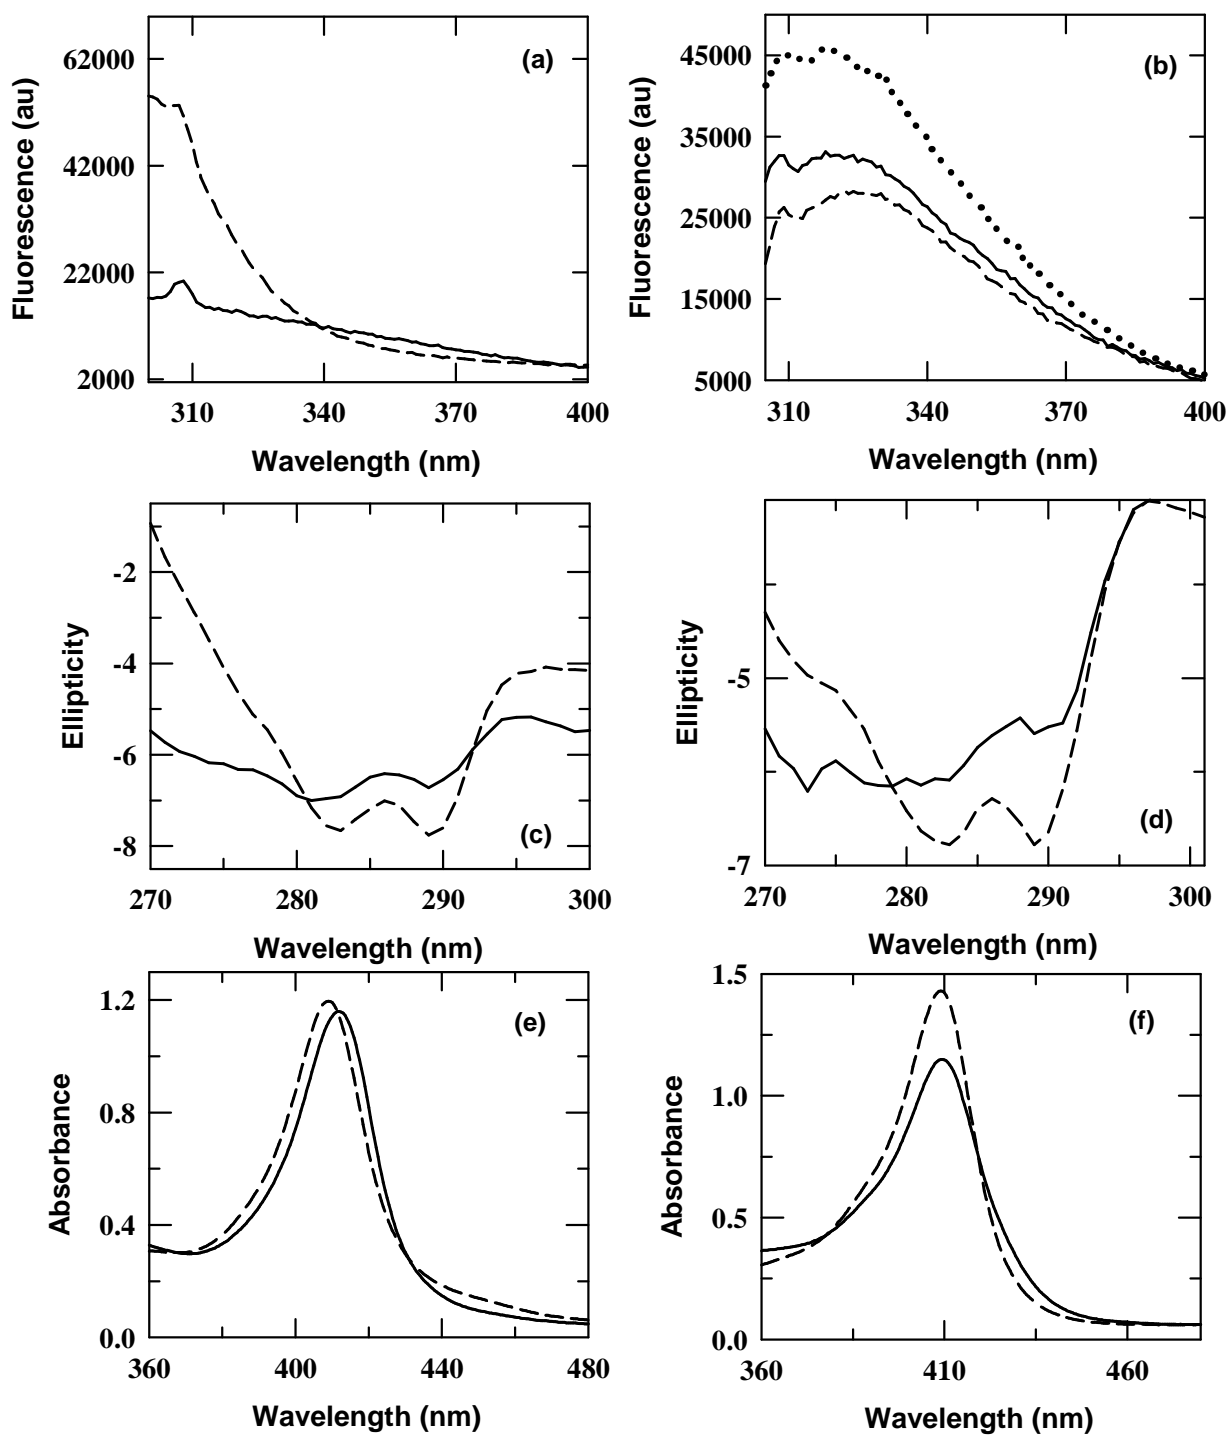 (a)
62000
42000
22000
2000
310
340
370
400
Fluorescence (au)
Wavelength (nm)
(b)
45000
35000
25000
15000
5000
310
340
370
400
Fluorescence (au)
Wavelength (nm)
(c)
-2
-4
-6
-8
270
280
290
300
Ellipticity
Wavelength (nm)
(d)
-5
-7
270
280
290
300
Ellipticity
Wavelength (nm)
(e)
1.2
0.8
0.4
0.0
360
400
440
480
Absorbance
Wavelength (nm)
(f)
1.5
1.0
0.5
0.0
360
410
460
Absorbance
Wavelength (nm)